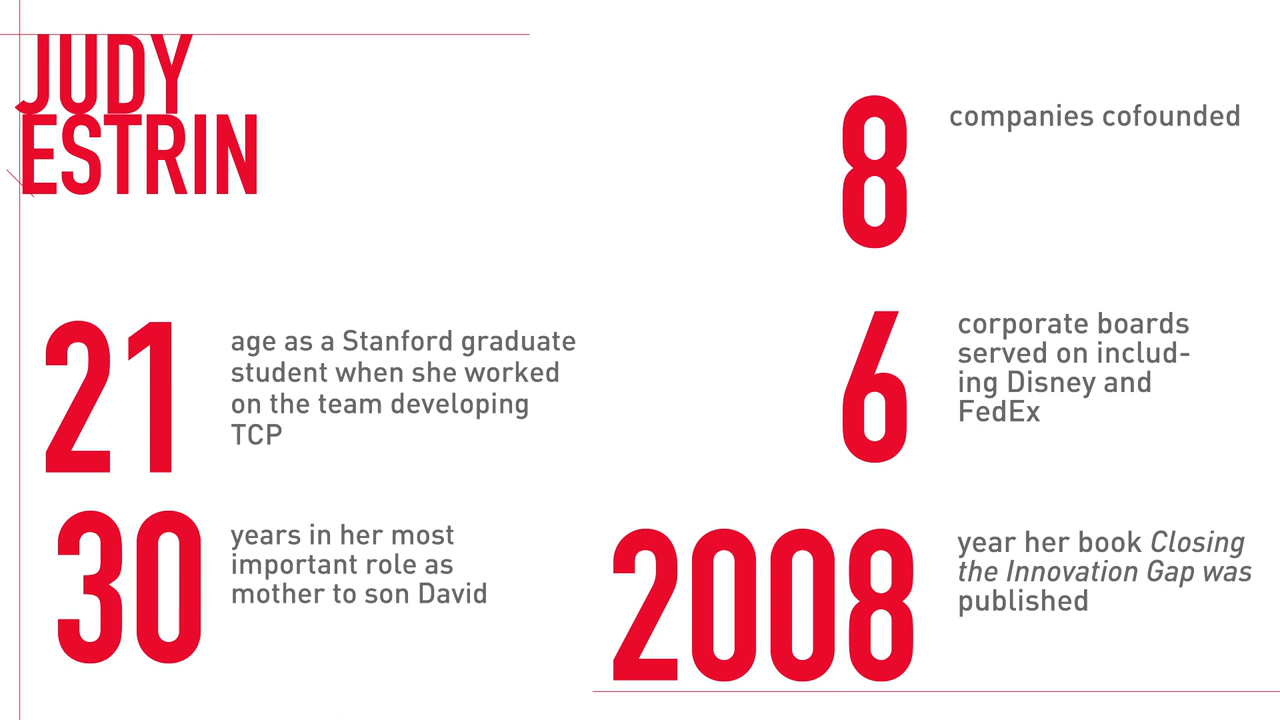 JUDY
ESTRIN
21
age as a Stanford graduate
student when she worked
on the team developing
TCP
30
years in her most
important role as
mother to son David
8
companies cofounded
6
corporate boards
served on includ-
ing Disney and
FedEx
2008
year her book Closing
the Innovation Gap was
published